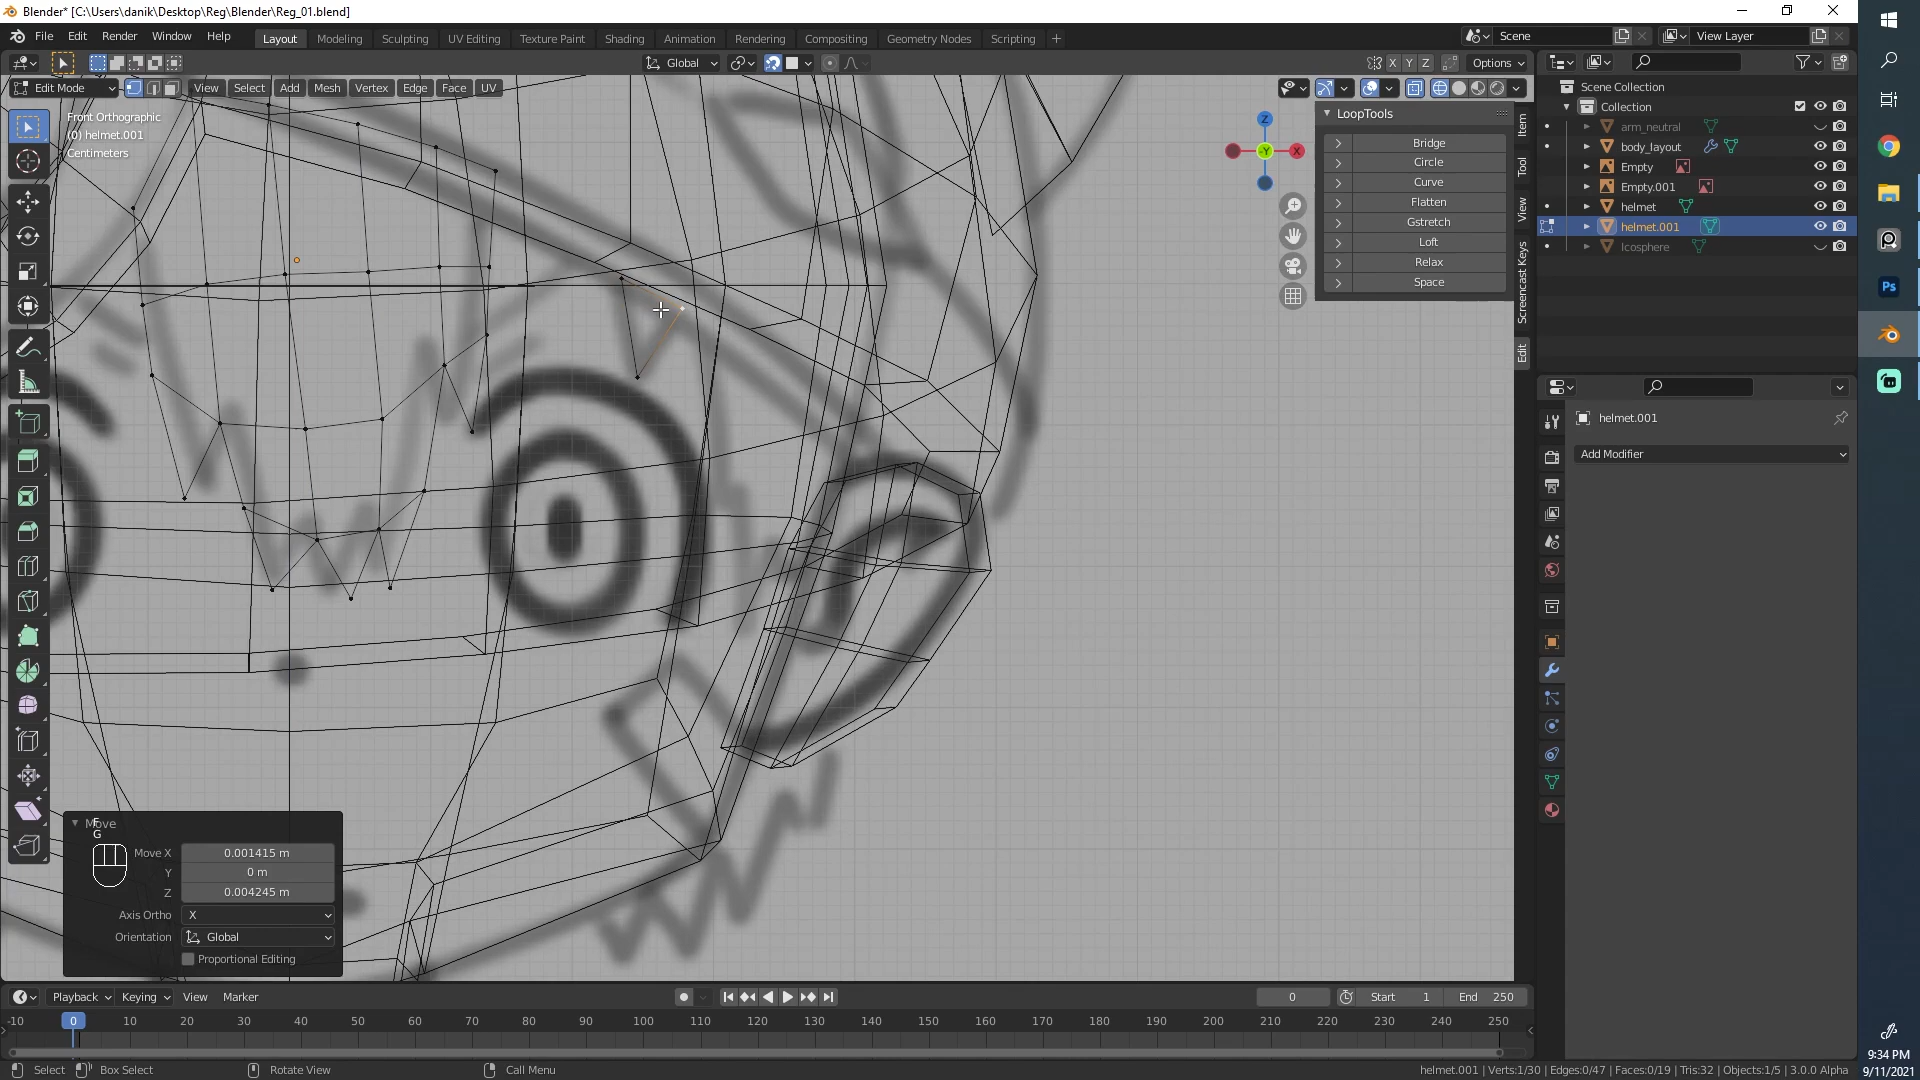 Blender* [C:\Users\danik\Desktop\Reg\Blender\Reg_01.blend]
File Edit Render Window Help
Layout Modeling Sculpting UV Editing Texture Paint Shading Animation Rendering Compositing Geometry Nodes Scripting +
Scene
View Layer
Global
X Y Z Options
Edit Mode View Select Add Mesh Vertex Edge Face UV
Front Orthographic
(0) helmet.001
Centimeters
Z
-Y
X
LoopTools
Bridge
Circle
Curve
Flatten
Gstretch
Loft
Relax
Space
Item
Tool
View
Screencast Keys
Edit
Scene Collection
Collection
arm_neutral
body_layout
Empty
Empty.001
helmet
helmet.001
Icosphere
helmet.001
Add Modifier
Ps
Move
F
G
Move X 0.001415 m
Y 0 m
Z 0.004245 m
Axis Ortho X
Orientation Global
Proportional Editing
Playback Keying View Marker
0 Start 1 End 250
-10 0 10 20 30 40 50 60 70 80 90 100 110 120 130 140 150 160 170 180 190 200 210 220 230 240 250
Select Box Select Rotate View Call Menu
helmet.001 | Verts:1/30 | Edges:0/47 | Faces:0/19 | Tris:32 | Objects:1/5 | 3.0.0 Alpha
9:34 PM
9/11/2021